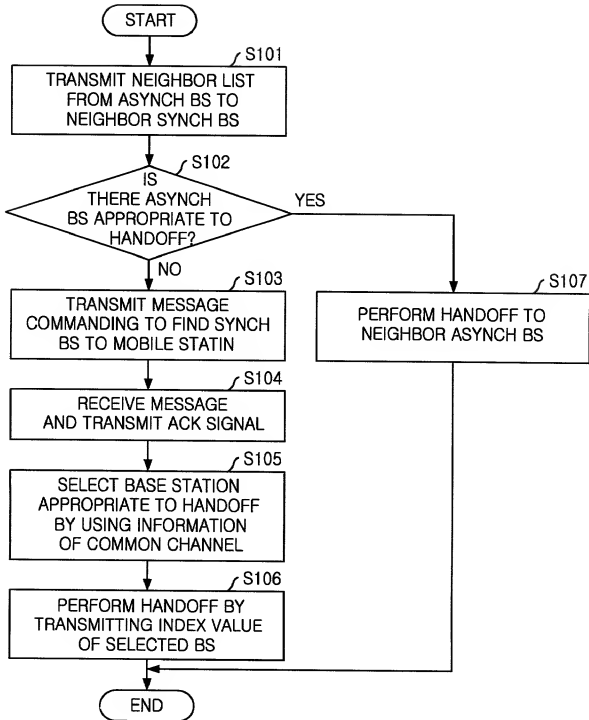 START
S101
TRANSMIT NEIGHBOR LIST
FROM ASYNCH BS TO
NEIGHBOR SYNCH BS
S102
IS
THERE ASYNCH
BS APPROPRIATE TO
HANDOFF?
YES
NO
S103
TRANSMIT MESSAGE
COMMANDING TO FIND SYNCH
BS TO MOBILE STATIN
S107
PERFORM HANDOFF TO
NEIGHBOR ASYNCH BS
S104
RECEIVE MESSAGE
AND TRANSMIT ACK SIGNAL
S105
SELECT BASE STATION
APPROPRIATE TO HANDOFF
BY USING INFORMATION
OF COMMON CHANNEL
S106
PERFORM HANDOFF BY
TRANSMITTING INDEX VALUE
OF SELECTED BS
END